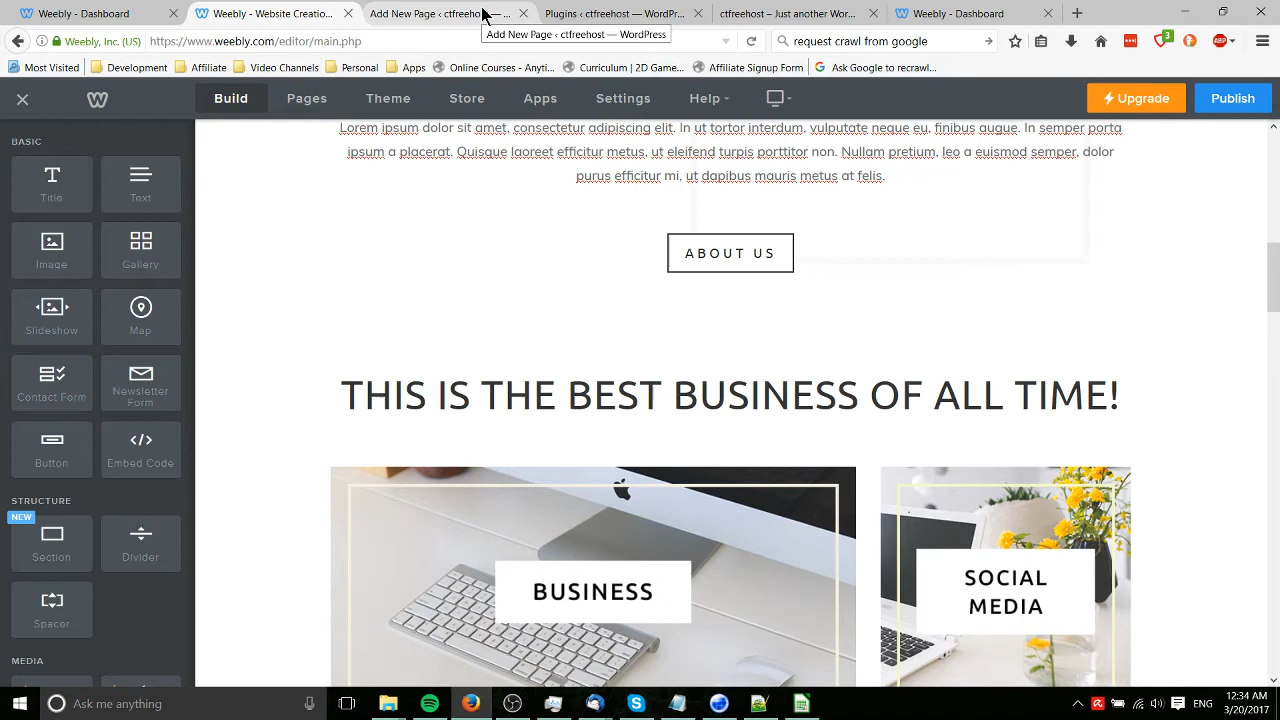 Weebly - Dashboard
Weebly - Website Creatio...
Add New Page ‹ ctfreehost — ...
Plugins ‹ ctfreehost — WordPr...
ctfreehost – Just another Wor...
Weebly - Dashboard
Add New Page ‹ ctfreehost — WordPress
Weebly, Inc. (US)
https://www.weebly.com/editor/main.php
request crawl from google
3
ABP
Most Visited
Development
Affiliate
Video Channels
Personal
Apps
Online Courses - Anyti...
Curriculum | 2D Game...
Affiliate Signup Form
Ask Google to recrawl...
Build
Pages
Theme
Store
Apps
Settings
Help
Upgrade
Publish
BASIC
Title
Text
Image
Gallery
Slideshow
Map
Contact Form
Newsletter
Form
Button
Embed Code
STRUCTURE
NEW
Section
Divider
Spacer
MEDIA
Lorem ipsum dolor sit amet, consectetur adipiscing elit. In ut tortor interdum, vulputate neque eu, finibus augue. In semper porta
ipsum a placerat. Quisque laoreet efficitur metus, ut eleifend turpis porttitor non. Nullam pretium, leo a euismod semper, dolor
purus efficitur mi, ut dapibus mauris metus at felis.
ABOUT US
THIS IS THE BEST BUSINESS OF ALL TIME!
BUSINESS
SOCIAL
MEDIA
Ask me anything
ENG
12:34 AM
3/20/2017